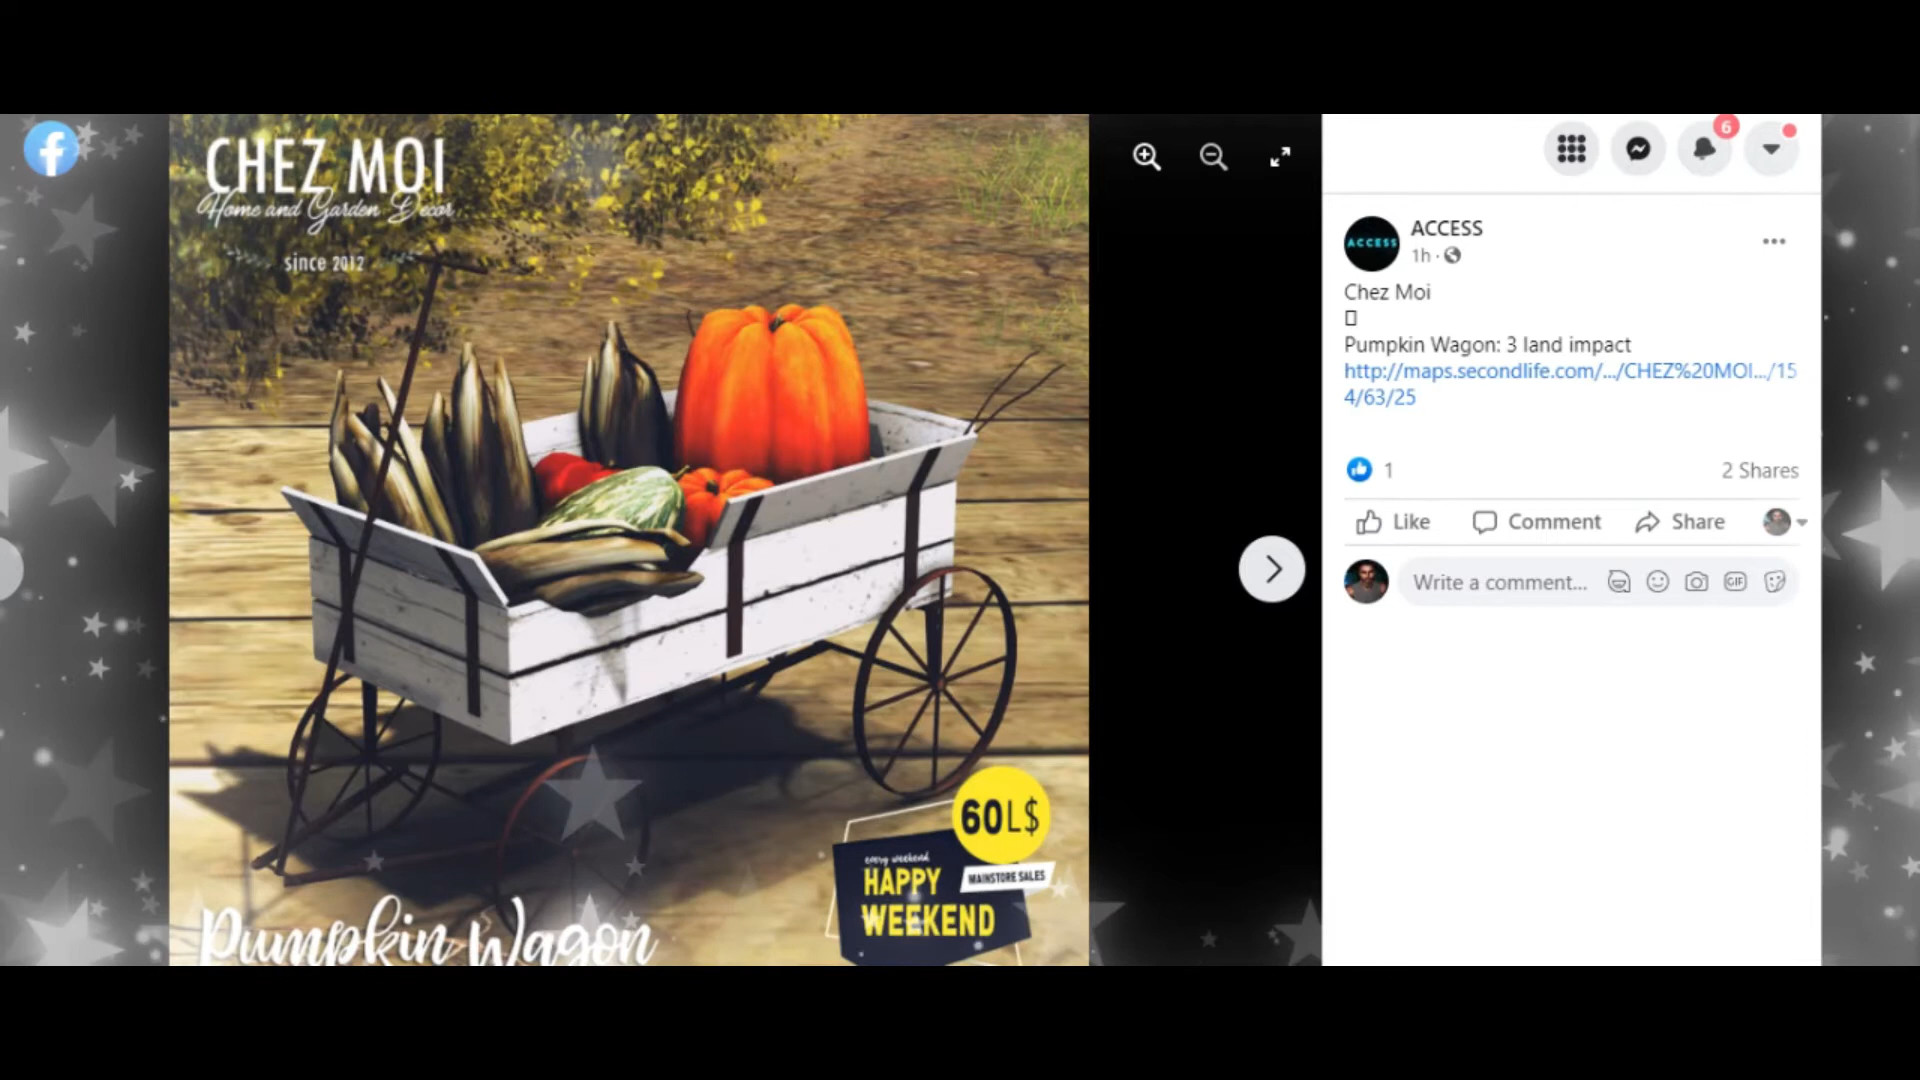 CHEZ MOI
Home and Garden Decor
since 2012
60L$
every weekend
HAPPY
MAINSTORE SALES
WEEKEND
Pumpkin Wagon
6
ACCESS
ACCESS
1h ·
Chez Moi
Pumpkin Wagon: 3 land impact
http://maps.secondlife.com/.../CHEZ%20MOI.../15
4/63/25
1
2 Shares
Like
Comment
Share
Write a comment...
GIF